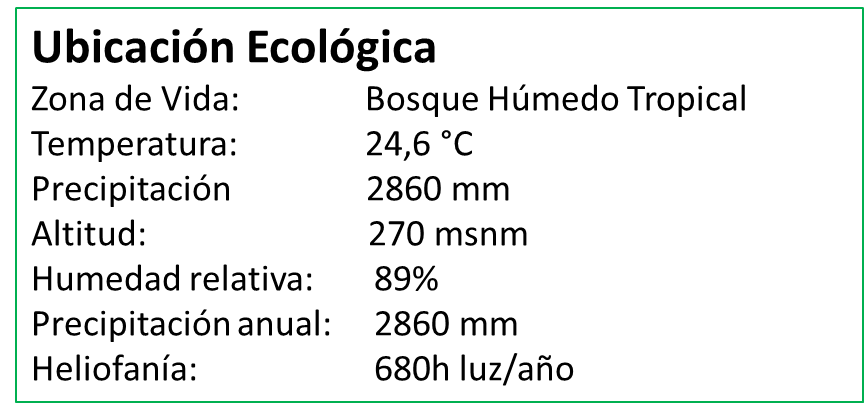 Ubicación Ecológica
Zona de Vida: Bosque Húmedo Tropical
Temperatura: 24,6 °C
Precipitación 2860 mm
Altitud: 270 msnm
Humedad relativa: 89%
Precipitación anual: 2860 mm
Heliofanía: 680h luz/año